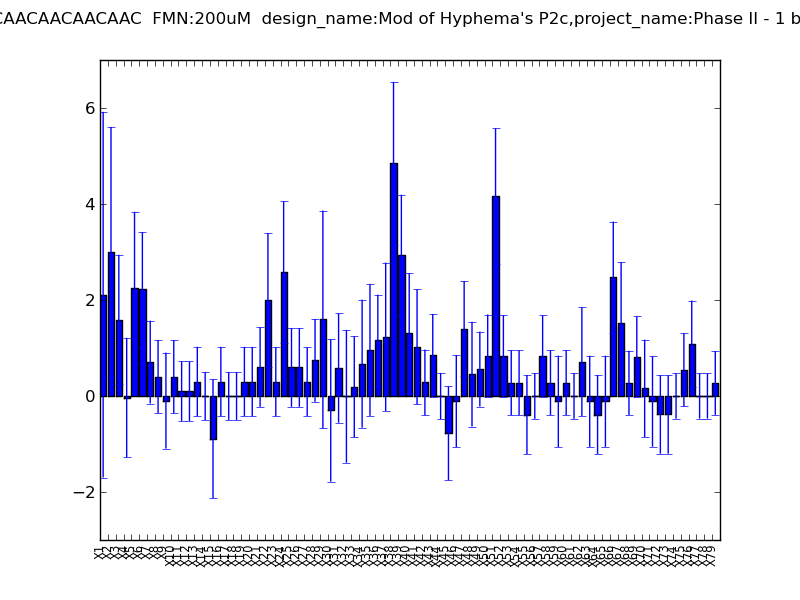 CAACAACAACAAC  FMN:200uM  design_name:Mod of Hyphema's P2c,project_name:Phase II - 1 b
6
4
2
0
−2
X1 X2 X3 X4 X5 X6 X7 X8 X9 X10 X11 X12 X13 X14 X15 X16 X17 X18 X19 X20 X21 X22 X23 X24 X25 X26 X27 X28 X29 X30 X31 X32 X33 X34 X35 X36 X37 X38 X39 X40 X41 X42 X43 X44 X45 X46 X47 X48 X49 X50 X51 X52 X53 X54 X55 X56 X57 X58 X59 X60 X61 X62 X63 X64 X65 X66 X67 X68 X69 X70 X71 X72 X73 X74 X75 X76 X77 X78 X79